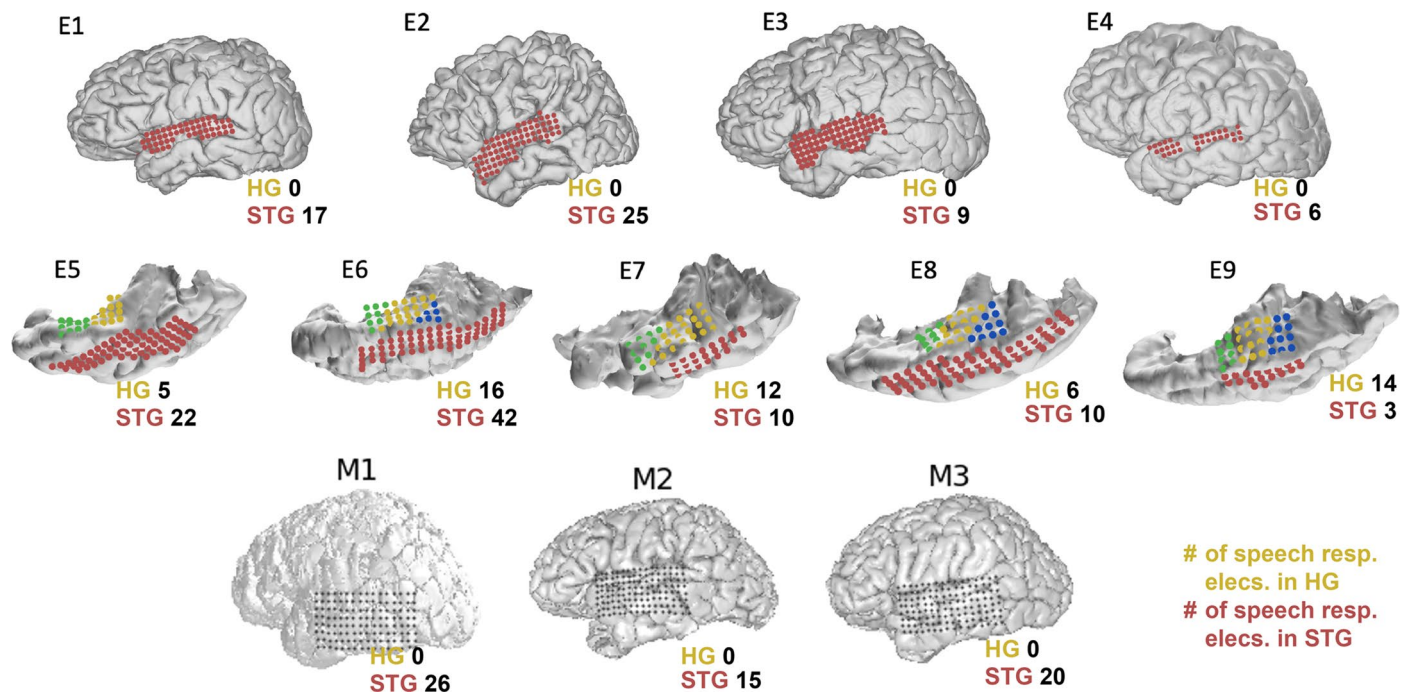 E1
E2
E3
E4
HG 0
STG 17
HG 0
STG 25
HG 0
STG 9
HG 0
STG 6
E5
E6
E7
E8
E9
HG 5
STG 22
HG 16
STG 42
HG 12
STG 10
HG 6
STG 10
HG 14
STG 3
M1
M2
M3
HG 0
STG 26
HG 0
STG 15
HG 0
STG 20
# of speech resp.
elecs. in HG
# of speech resp.
elecs. in STG